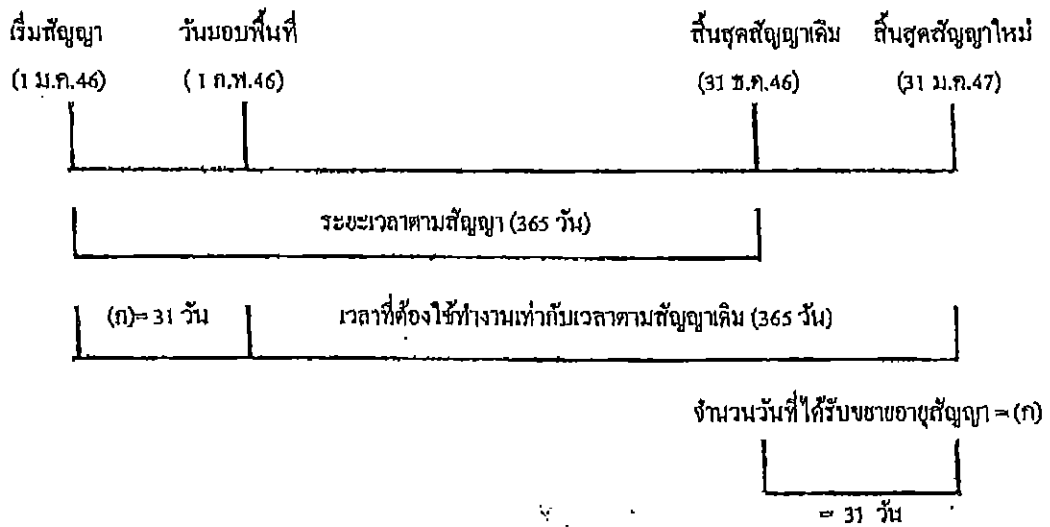 เริ่มสัญญา วันมอบพื้นที่ สิ้นสุดสัญญาเดิม สิ้นสุดสัญญาใหม่
(1 ม.ค.46) (1 ก.พ.46) (31 ธ.ค.46) (31 ม.ค.47)
ระยะเวลาตามสัญญา (365 วัน)
(ก)= 31 วัน เวลาที่ต้องใช้ทำงานเท่ากับเวลาตามสัญญาเดิม (365 วัน)
จำนวนวันที่ได้รับขยายอายุสัญญา = (ก)
= 31 วัน